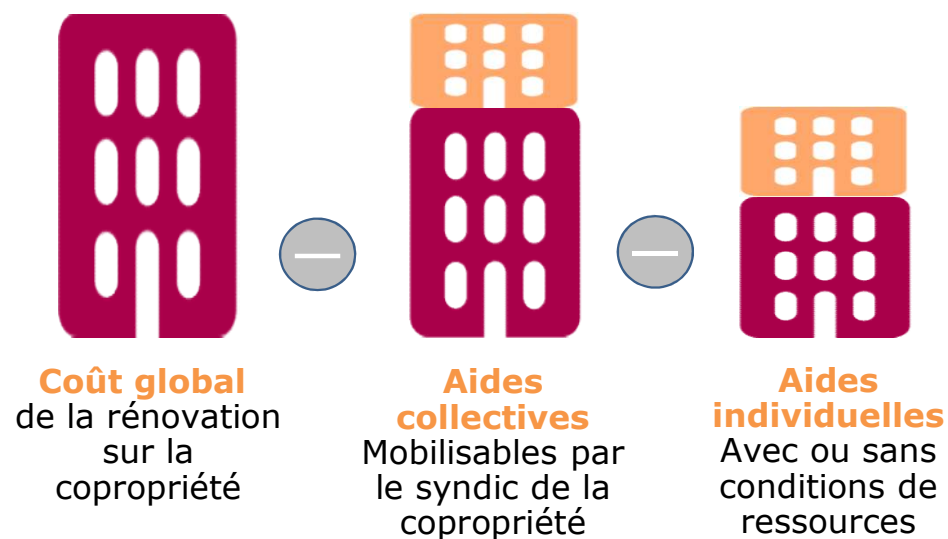 Coût global
de la rénovation
sur la
copropriété
Aides
collectives
Mobilisables par
le syndic de la
copropriété
Aides
individuelles
Avec ou sans
conditions de
ressources